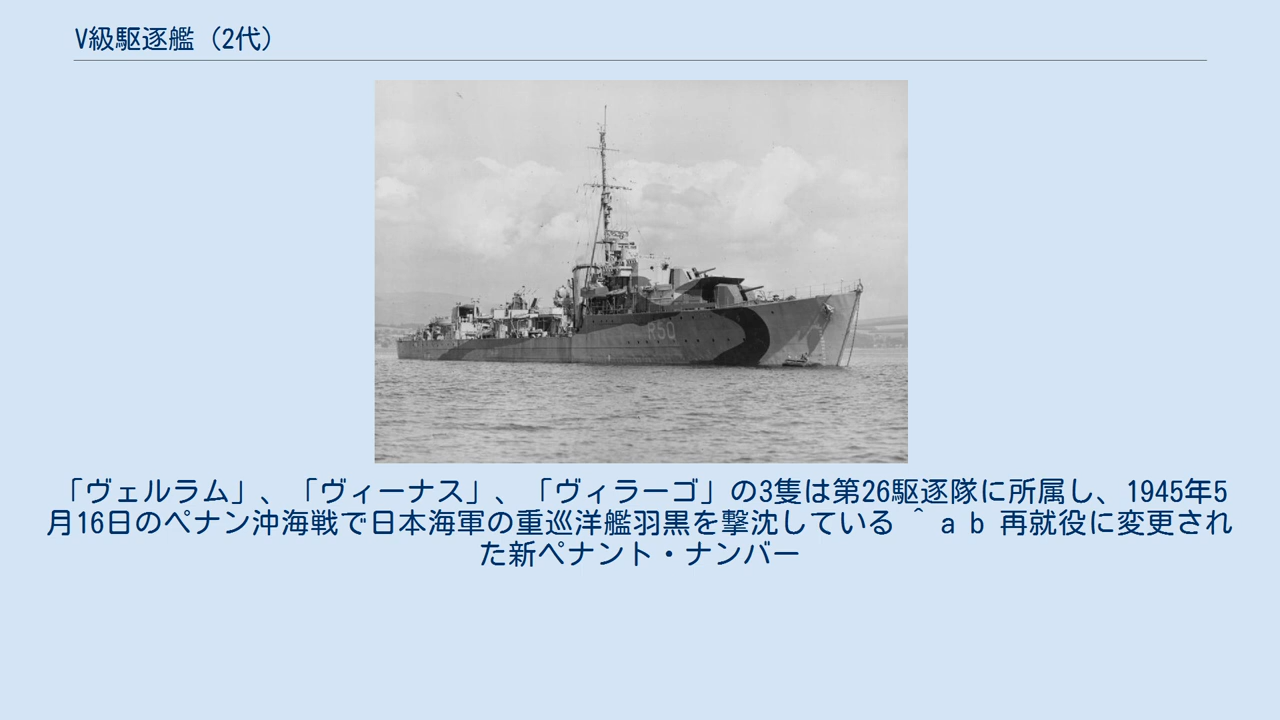 V級駆逐艦（2代）
R50
「ヴェルラム」、「ヴィーナス」、「ヴィラーゴ」の3隻は第26駆逐隊に所属し、1945年5
月16日のペナン沖海戦で日本海軍の重巡洋艦羽黒を撃沈している ＾ a b 再就役に変更され
た新ペナント・ナンバー